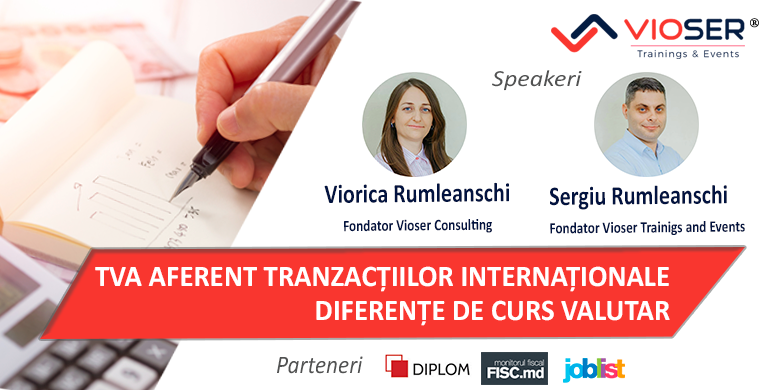 VIOSER®
Trainings & Events
Speakeri
Viorica Rumleanschi
Fondator Vioser Consulting
Sergiu Rumleanschi
Fondator Vioser Trainigs and Events
TVA AFERENT TRANZACȚIILOR INTERNAȚIONALE
DIFERENȚE DE CURS VALUTAR
Parteneri
DIPLOM
monitorul fiscal
FISC.md
joblist